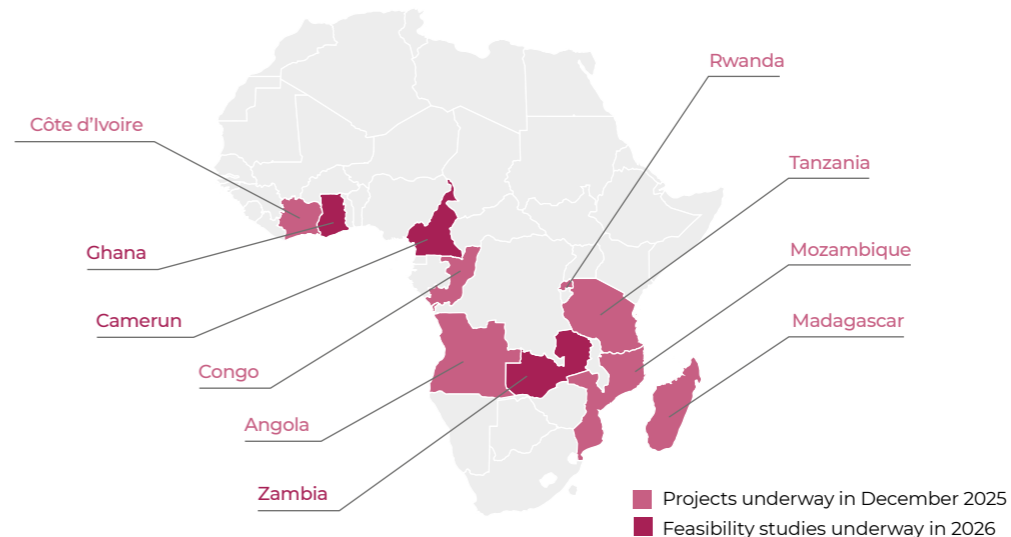 Rwanda
Côte d’Ivoire
Tanzania
Ghana
Mozambique
Camerun
Madagascar
Congo
Angola
Zambia
Projects underway in December 2025
Feasibility studies underway in 2026